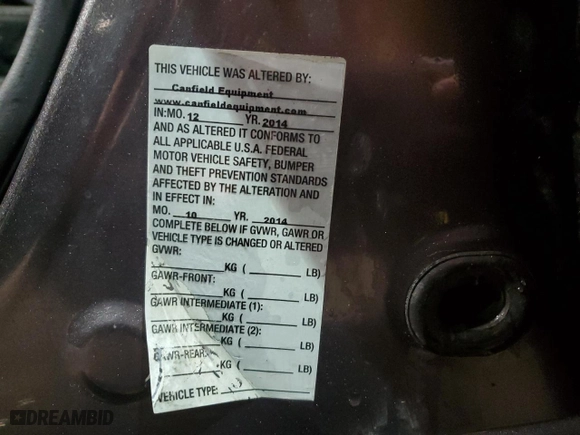 THIS VEHICLE WAS ALTERED BY:
Canfield Equipment
www.canfieldequipment.com
IN:MO. 12 YR. 2014
AND AS ALTERED IT CONFORMS TO
ALL APPLICABLE U.S.A. FEDERAL
MOTOR VEHICLE SAFETY, BUMPER
AND THEFT PREVENTION STANDARDS
AFFECTED BY THE ALTERATION AND
IN EFFECT IN:
MO. 10 YR. 2014
COMPLETE BELOW IF GVWR, GAWR OR
VEHICLE TYPE IS CHANGED OR ALTERED
GVWR:
KG ( LB)
GAWR-FRONT:
KG ( LB)
GAWR INTERMEDIATE (1):
KG ( LB)
GAWR INTERMEDIATE (2):
KG ( LB)
GAWR-REAR:
KG ( LB)
VEHICLE TYPE:
DREAMBID